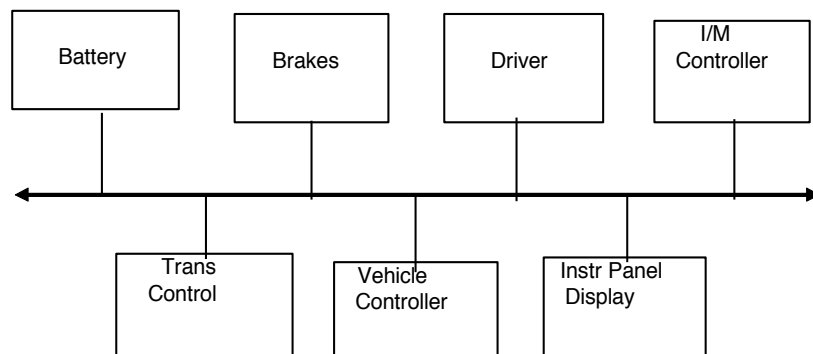 Battery
Brakes
Driver
I/M
Controller
Trans
Control
Vehicle
Controller
Instr Panel
Display